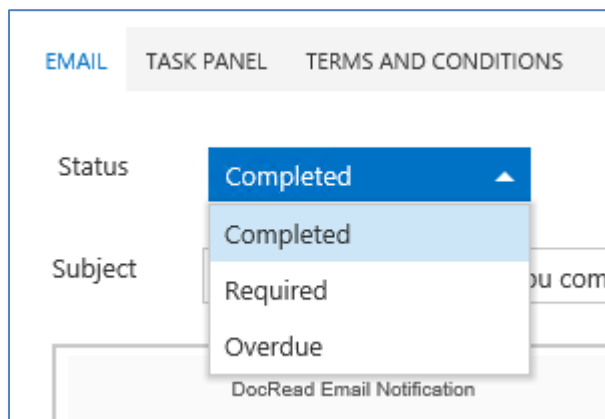 EMAIL TASK PANEL TERMS AND CONDITIONS
Status Completed
Completed
Subject
Required
Overdue
DocRead Email Notification